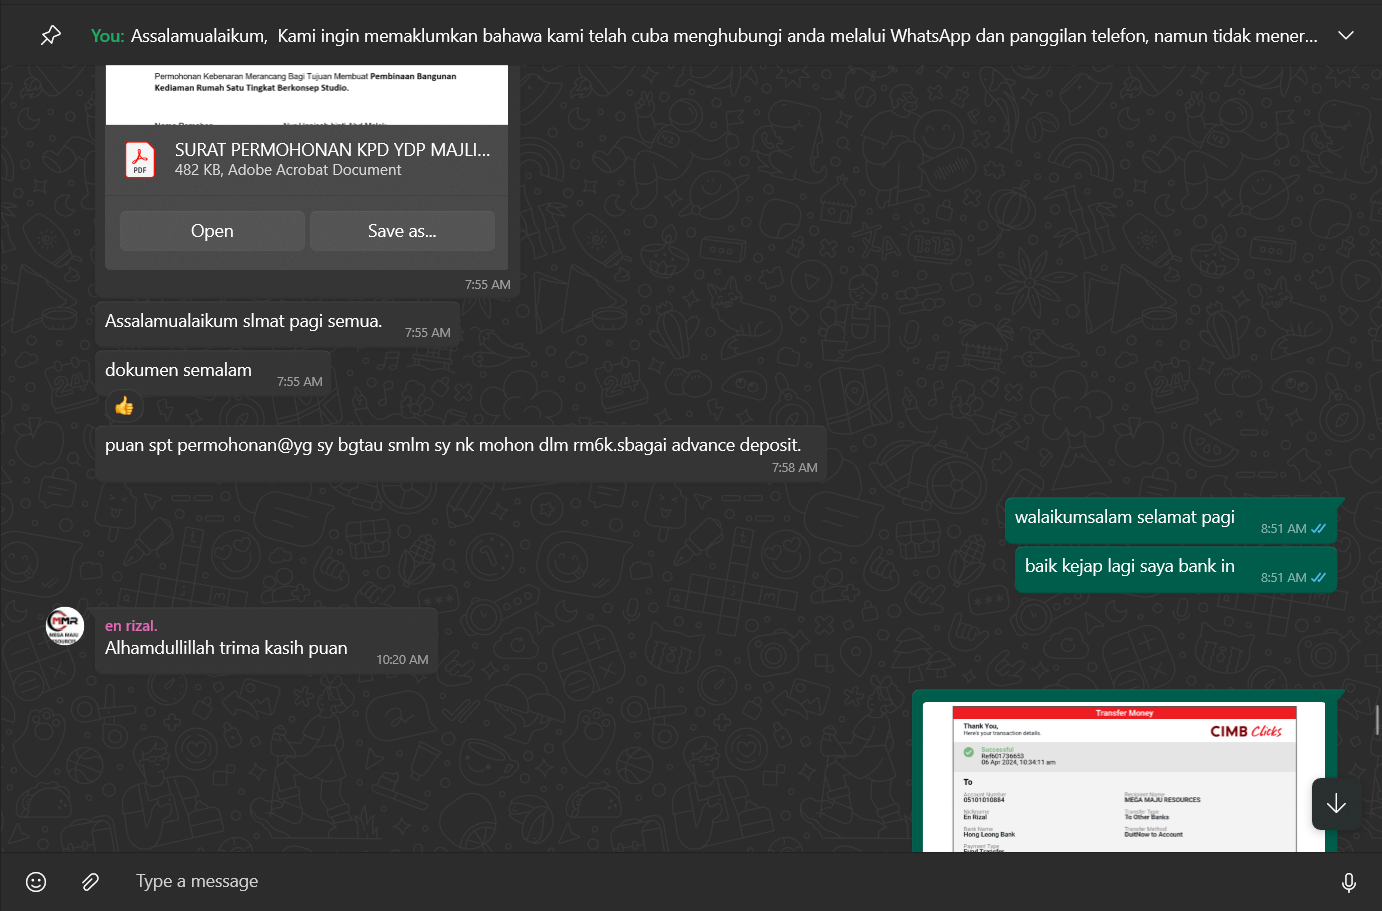 You: Assalamualaikum, Kami ingin memaklumkan bahawa kami telah cuba menghubungi anda melalui WhatsApp dan panggilan telefon, namun tidak mener...
Permohonan Kebenaran Merancang Bagi Tujuan Membuat Pembinaan Bangunan
Kediaman Rumah Satu Tingkat Berkonsep Studio.
PDF
SURAT PERMOHONAN KPD YDP MAJLI...
482 KB, Adobe Acrobat Document
Open
Save as...
7:55 AM
Assalamualaikum slmat pagi semua.
7:55 AM
dokumen semalam
7:55 AM
puan spt permohonan@yg sy bgtau smlm sy nk mohon dlm rm6k.sbagai advance deposit.
7:58 AM
walaikumsalam selamat pagi
8:51 AM
baik kejap lagi saya bank in
8:51 AM
MMR
MEGA MAJU
RESOURCES
en rizal.
Alhamdullillah trima kasih puan
10:20 AM
Transfer Money
Thank You,
Here's your transaction details.
CIMB Clicks
Successful
Ref601736653
06 Apr 2024, 10:34:11 am
To
Account Number
05101010884
Recipient Name
MEGA MAJU RESOURCES
Nickname
En Rizal
Transfer Type
To Other Banks
Bank Name
Hong Leong Bank
Transfer Method
DuitNow to Account
Payment Type
Fund Transfer
Type a message